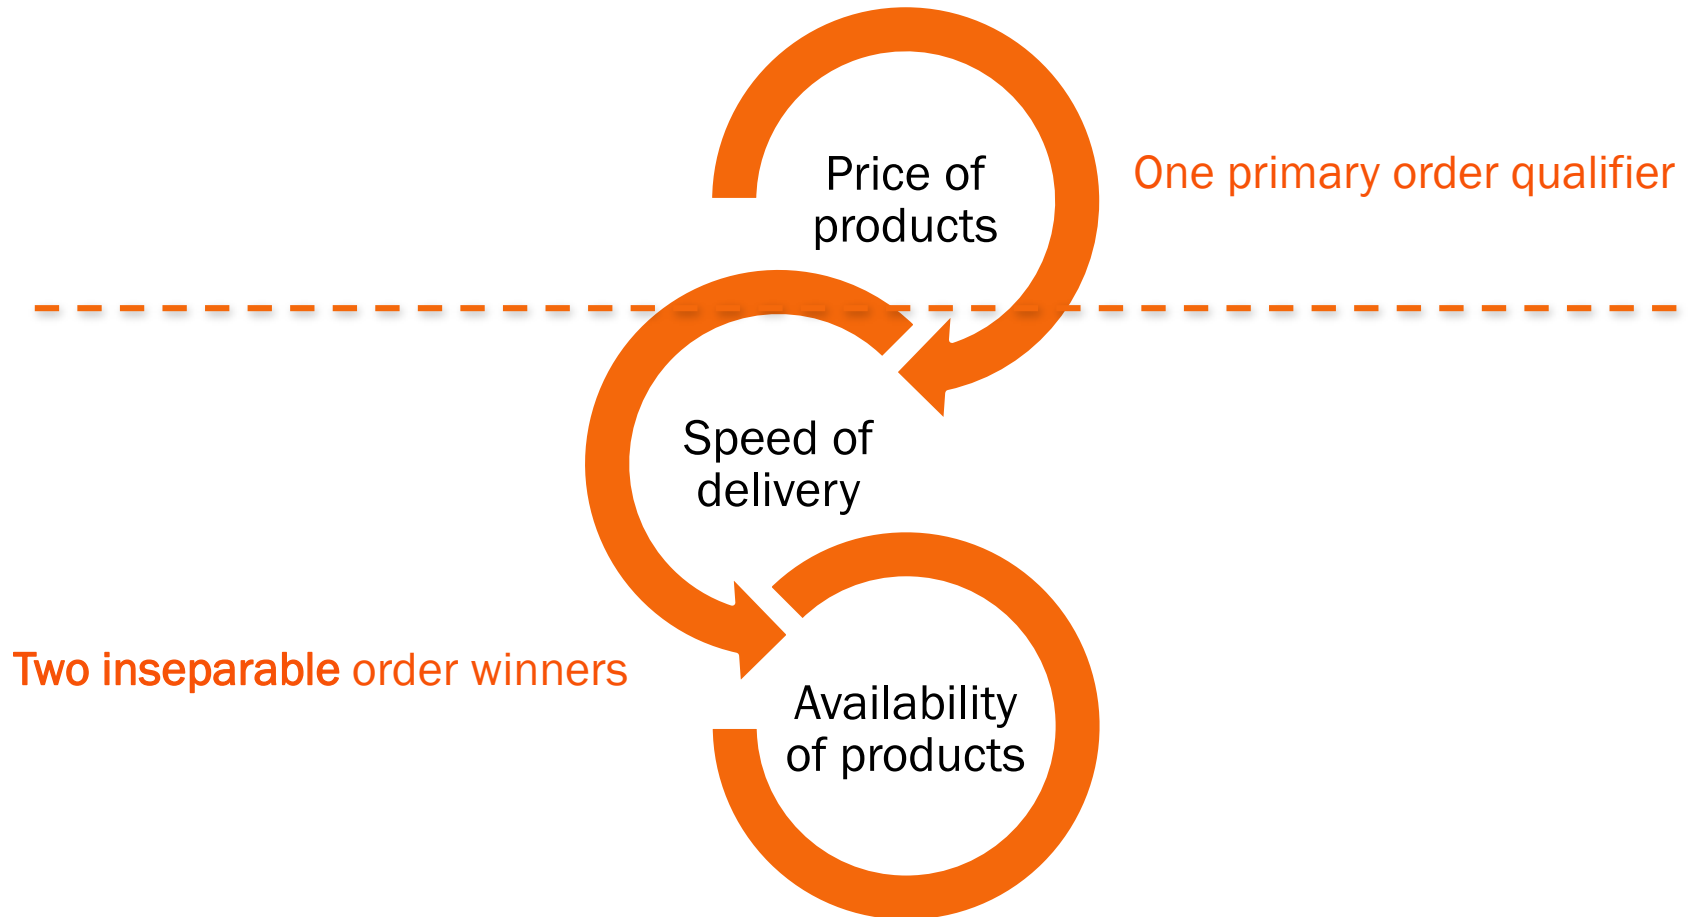 Price of
products
One primary order qualifier
Speed of
delivery
Two inseparable order winners
Availability
of products